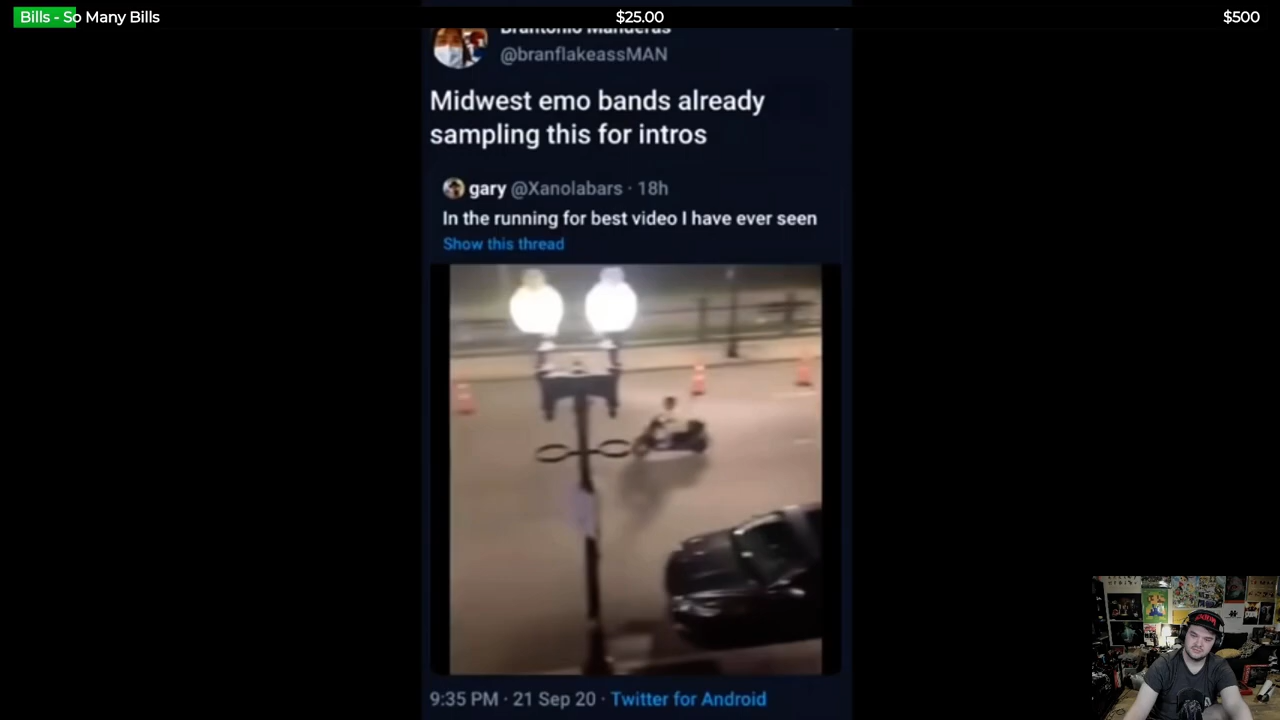 Bills - So Many Bills
$25.00
$500
Brantonio Manderas
@branflakeassMAN
Midwest emo bands already
sampling this for intros
gary @Xanolabars · 18h
In the running for best video I have ever seen
Show this thread
9:35 PM · 21 Sep 20 · Twitter for Android